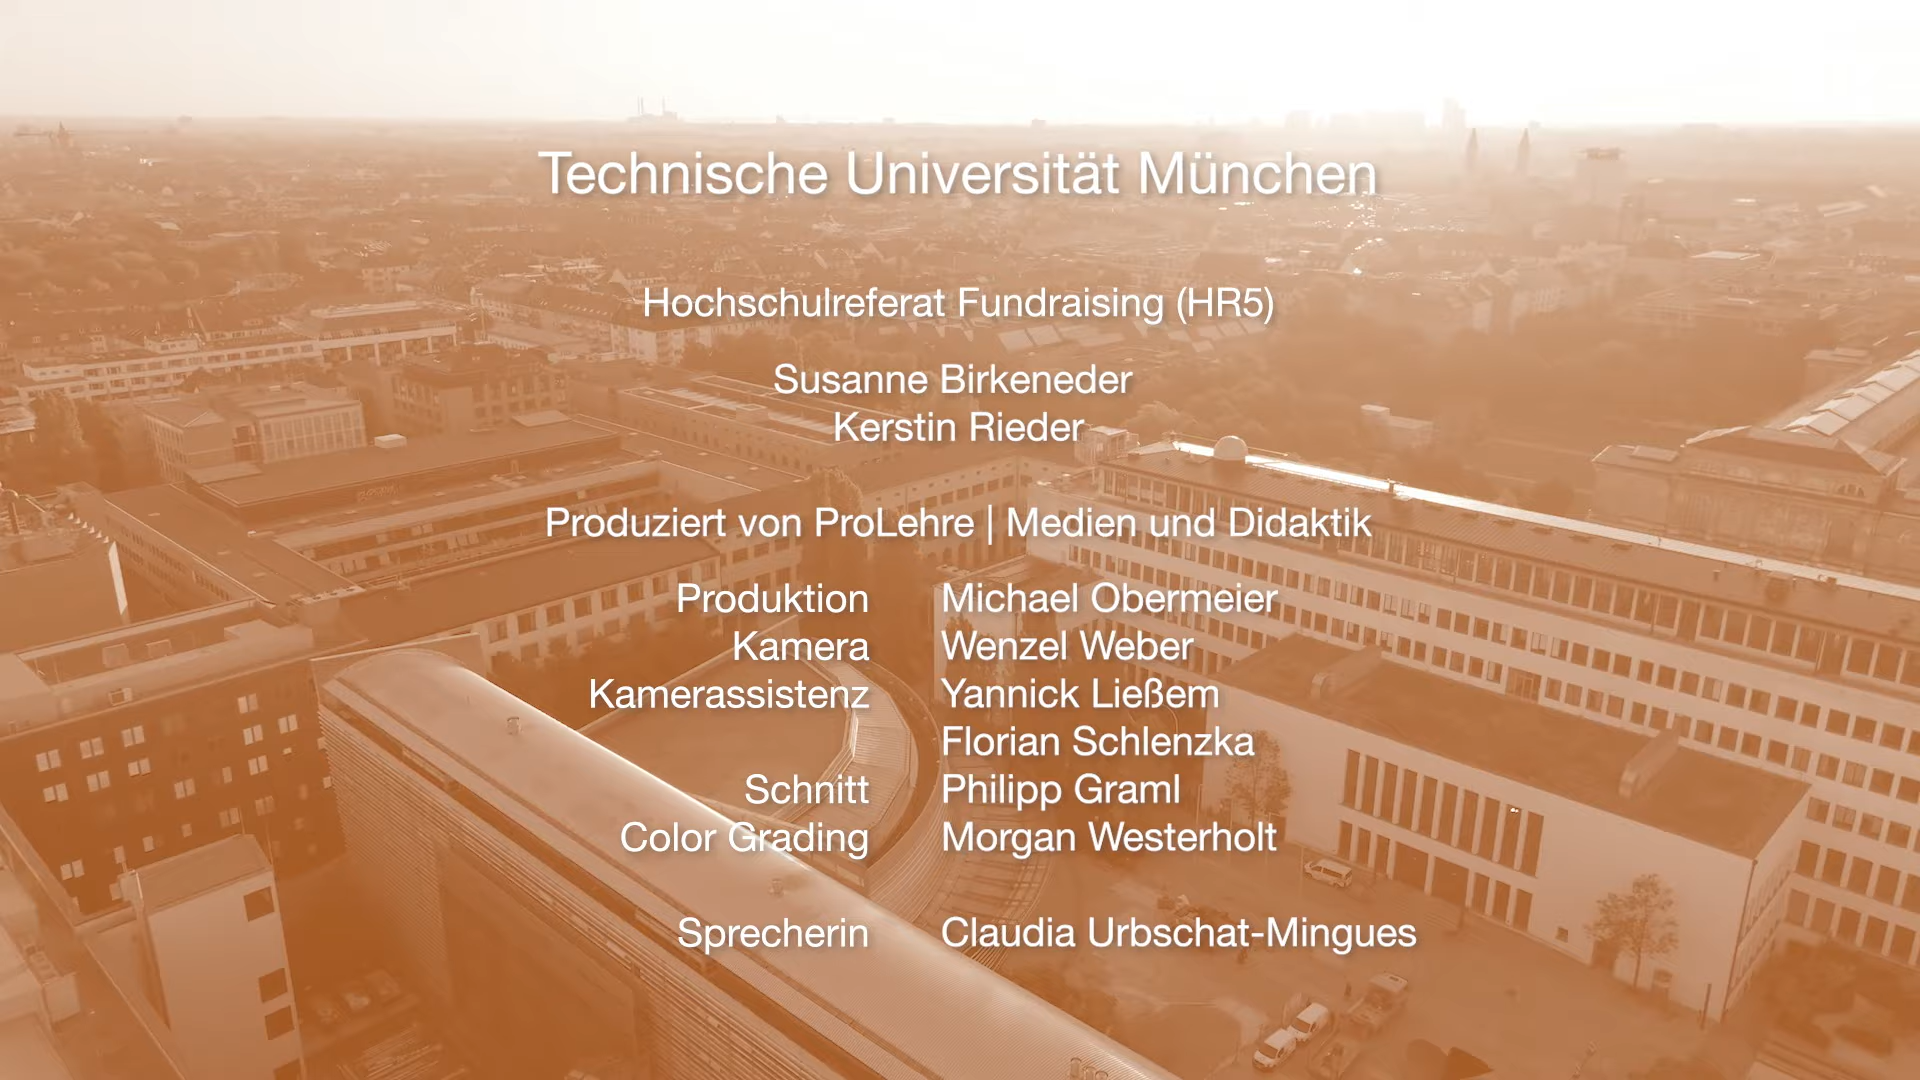 Technische Universität München
Hochschulreferat Fundraising (HR5)
Susanne Birkeneder
Kerstin Rieder
Produziert von ProLehre | Medien und Didaktik
Produktion Michael Obermeier
Kamera Wenzel Weber
Kamerassistenz Yannick Ließem
Florian Schlenzka
Schnitt Philipp Graml
Color Grading Morgan Westerholt
Sprecherin Claudia Urbschat-Mingues